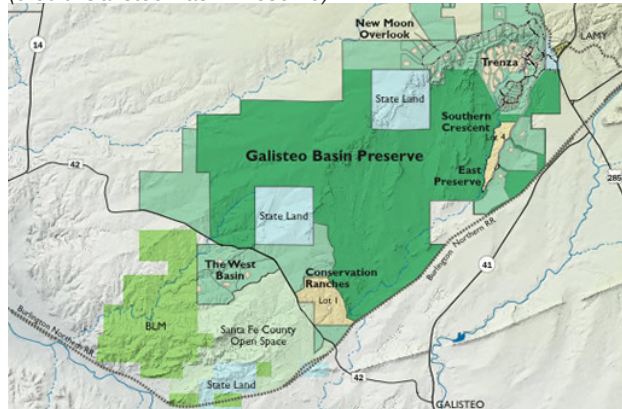 New Moon
Overlook
14
LAMY
Trenza
State Land
Southern
Crescent
Lot 4
Galisteo Basin Preserve
42
East
Preserve
285
State Land
Burlington Northern RR
41
The West
Basin
Conservation
Ranches
Lot 1
BLM
Santa Fe County
Open Space
Burlington Northern RR
State Land
42
GALISTEO